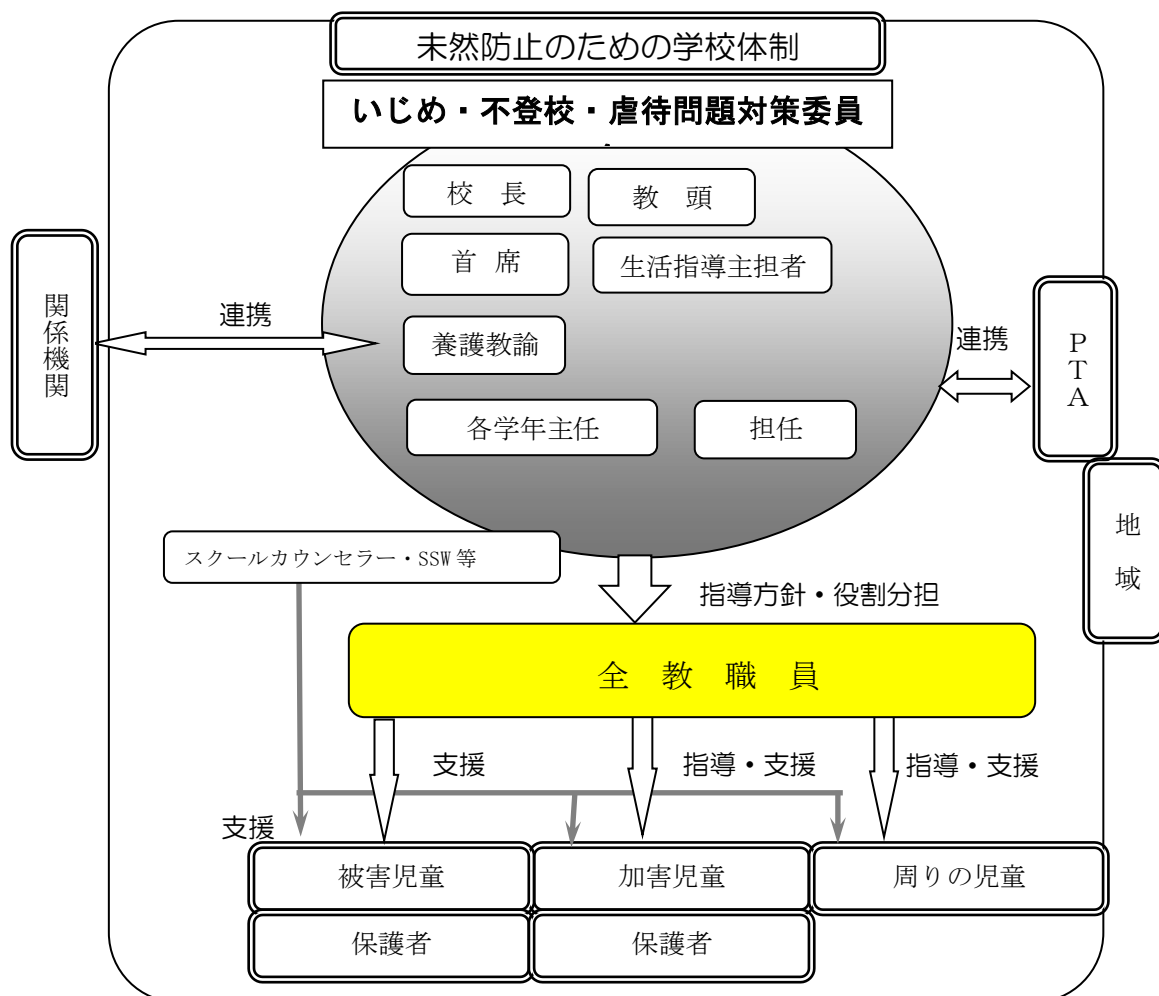 未然防止のための学校体制
いじめ・不登校・虐待問題対策委員
校　長
教　頭
首 席
生活指導主担者
養護教諭
各学年主任
担任
関係機関
連携
連携
ＰＴＡ
地域
スクールカウンセラー・SSW 等
指導方針・役割分担
全　教　職　員
支援
指導・支援
指導・支援
支援
被害児童
加害児童
周りの児童
保護者
保護者